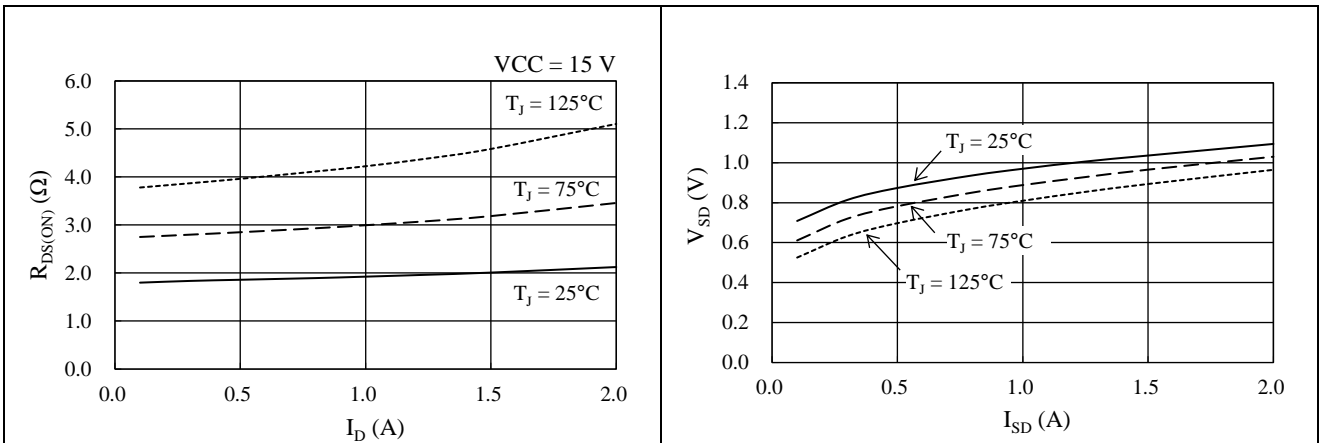 VCC = 15 V
6.0
5.0
4.0
3.0
2.0
1.0
0.0
R_DS(ON) (Ω)
T_J = 125°C
T_J = 75°C
T_J = 25°C
0.0 0.5 1.0 1.5 2.0
I_D (A)
1.4
1.2
1.0
0.8
0.6
0.4
0.2
0.0
V_SD (V)
T_J = 25°C
T_J = 75°C
T_J = 125°C
0.0 0.5 1.0 1.5 2.0
I_SD (A)